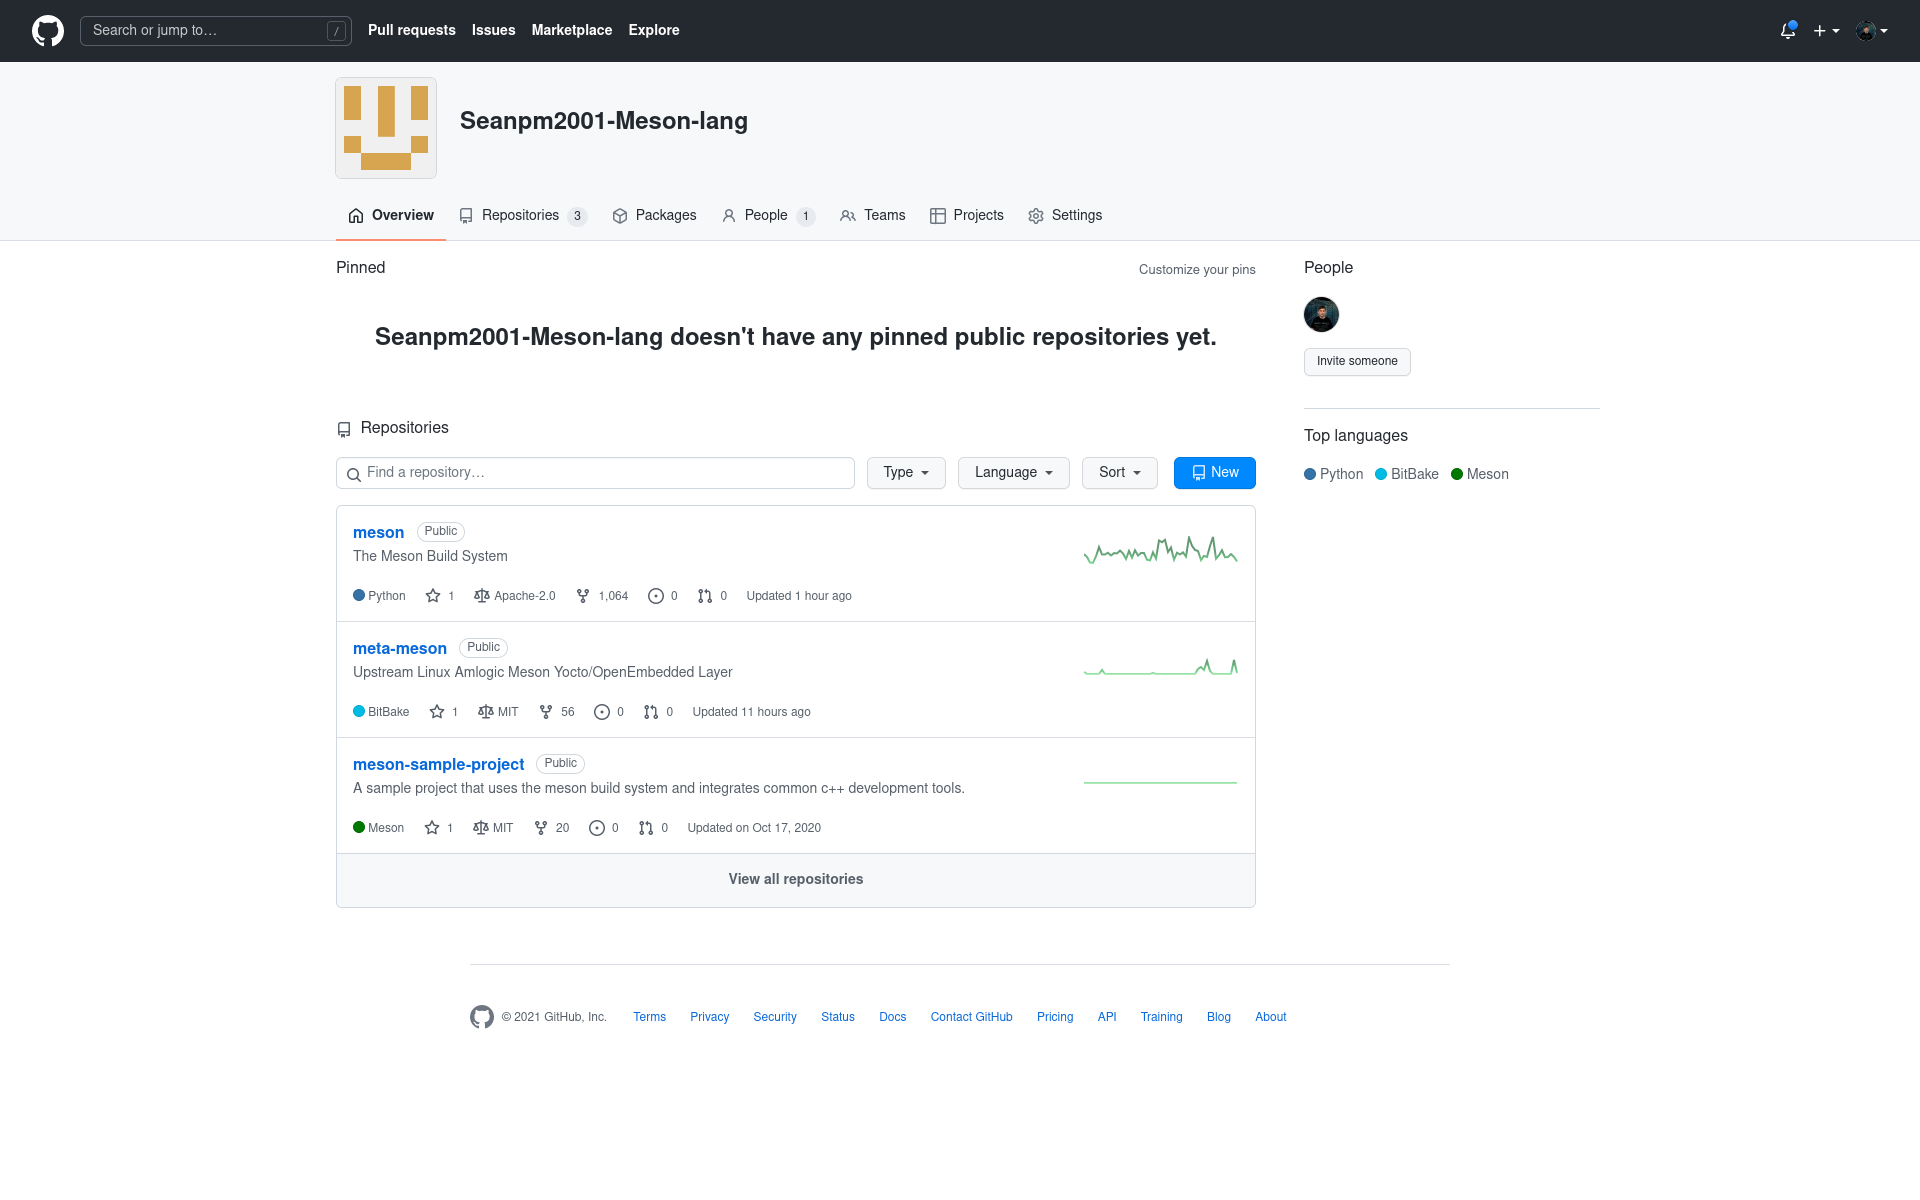 Search or jump to… / Pull requests Issues Marketplace Explore
Seanpm2001-Meson-lang
Overview Repositories 3 Packages People 1 Teams Projects Settings
Pinned Customize your pins
Seanpm2001-Meson-lang doesn't have any pinned public repositories yet.
Repositories
Find a repository… Type Language Sort New
meson Public
The Meson Build System
Python 1 Apache-2.0 1,064 0 0 Updated 1 hour ago
meta-meson Public
Upstream Linux Amlogic Meson Yocto/OpenEmbedded Layer
BitBake 1 MIT 56 0 0 Updated 11 hours ago
meson-sample-project Public
A sample project that uses the meson build system and integrates common c++ development tools.
Meson 1 MIT 20 0 0 Updated on Oct 17, 2020
View all repositories
People
Invite someone
Top languages
Python BitBake Meson
© 2021 GitHub, Inc. Terms Privacy Security Status Docs Contact GitHub Pricing API Training Blog About